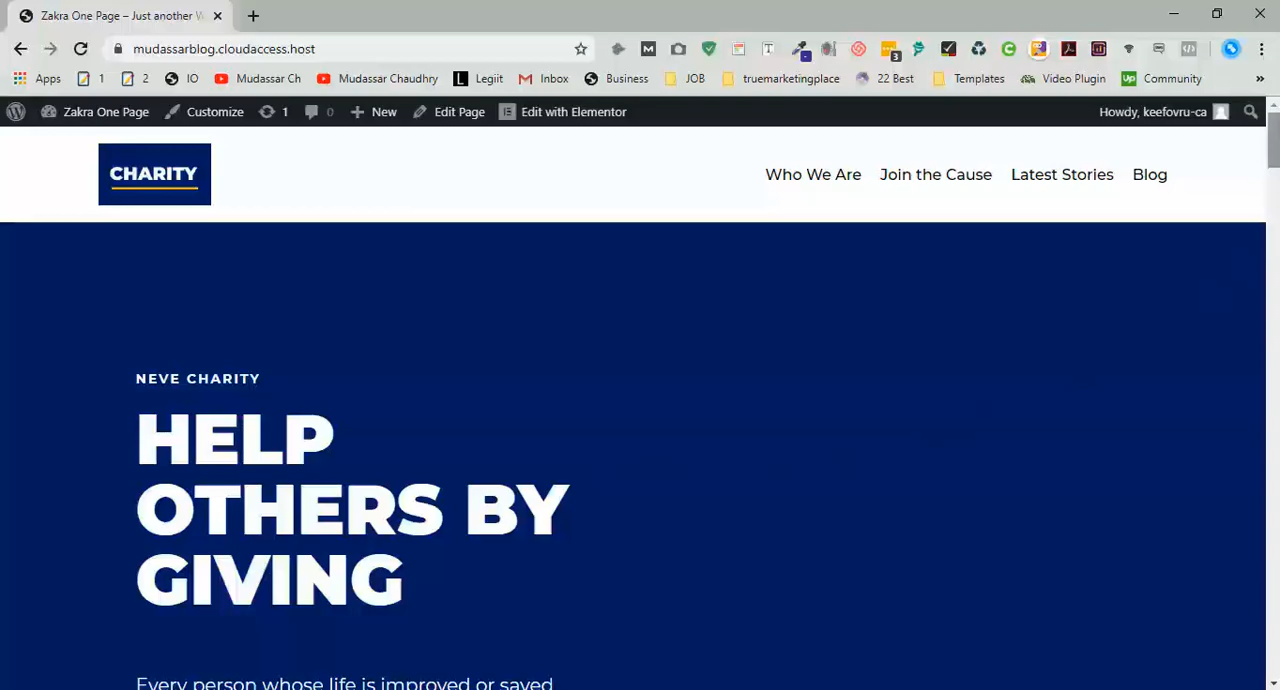 Zakra One Page – Just another W
mudassarblog.cloudaccess.host
3
Apps 1 2 IO Mudassar Ch Mudassar Chaudhry Legiit Inbox Business JOB truemarketingplace 22 Best Templates Video Plugin Community »
Zakra One Page Customize 1 0 New Edit Page Edit with Elementor Howdy, keefovru-ca
CHARITY Who We Are Join the Cause Latest Stories Blog
NEVE CHARITY
HELP
OTHERS BY
GIVING
Every person whose life is improved or saved